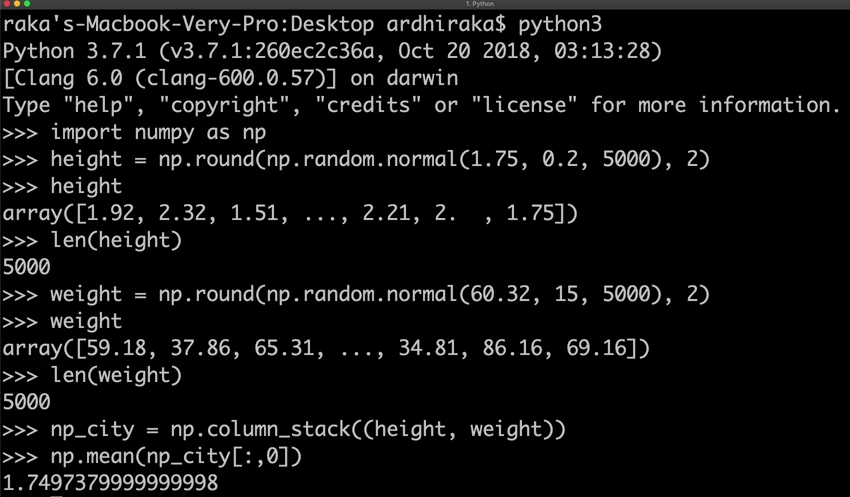 1. Python
raka's-Macbook-Very-Pro:Desktop ardhiraka$ python3
Python 3.7.1 (v3.7.1:260ec2c36a, Oct 20 2018, 03:13:28)
[Clang 6.0 (clang-600.0.57)] on darwin
Type "help", "copyright", "credits" or "license" for more information.
>>> import numpy as np
>>> height = np.round(np.random.normal(1.75, 0.2, 5000), 2)
>>> height
array([1.92, 2.32, 1.51, ..., 2.21, 2.  , 1.75])
>>> len(height)
5000
>>> weight = np.round(np.random.normal(60.32, 15, 5000), 2)
>>> weight
array([59.18, 37.86, 65.31, ..., 34.81, 86.16, 69.16])
>>> len(weight)
5000
>>> np_city = np.column_stack((height, weight))
>>> np.mean(np_city[:,0])
1.7497379999999998